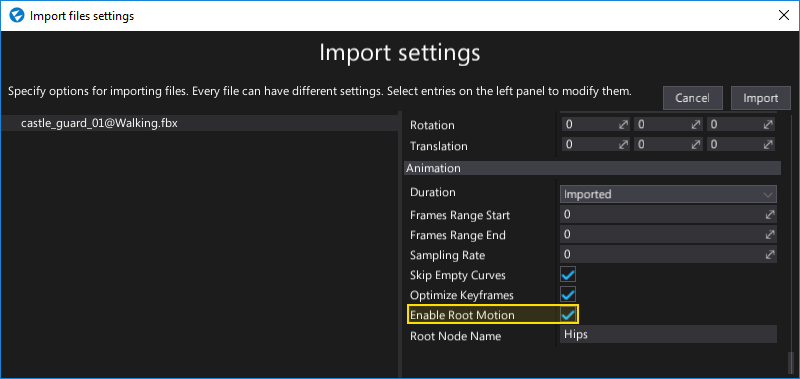 Import files settings
Import settings
Specify options for importing files. Every file can have different settings. Select entries on the left panel to modify them.
Cancel Import
castle_guard_01@Walking.fbx
Rotation 0 0 0
Translation 0 0 0
Animation
Duration Imported
Frames Range Start 0
Frames Range End 0
Sampling Rate 0
Skip Empty Curves
Optimize Keyframes
Enable Root Motion
Root Node Name Hips